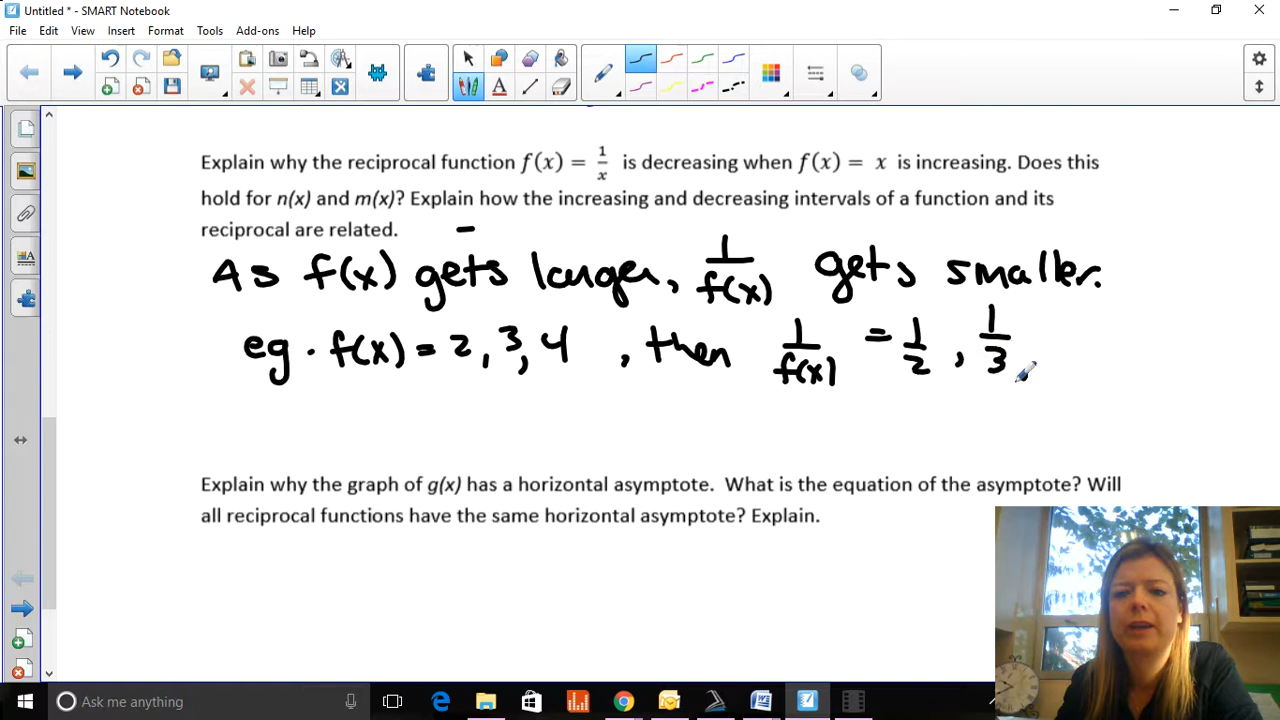 Untitled * - SMART Notebook
File Edit View Insert Format Tools Add-ons Help
Explain why the reciprocal function f(x) = 1/x is decreasing when f(x) = x is increasing. Does this
hold for n(x) and m(x)? Explain how the increasing and decreasing intervals of a function and its
reciprocal are related.
As f(x) gets larger, 1/f(x) gets smaller.
eg. f(x) = 2, 3, 4 , then 1/f(x) = 1/2, 1/3
Explain why the graph of g(x) has a horizontal asymptote. What is the equation of the asymptote? Will
all reciprocal functions have the same horizontal asymptote? Explain.
Ask me anything